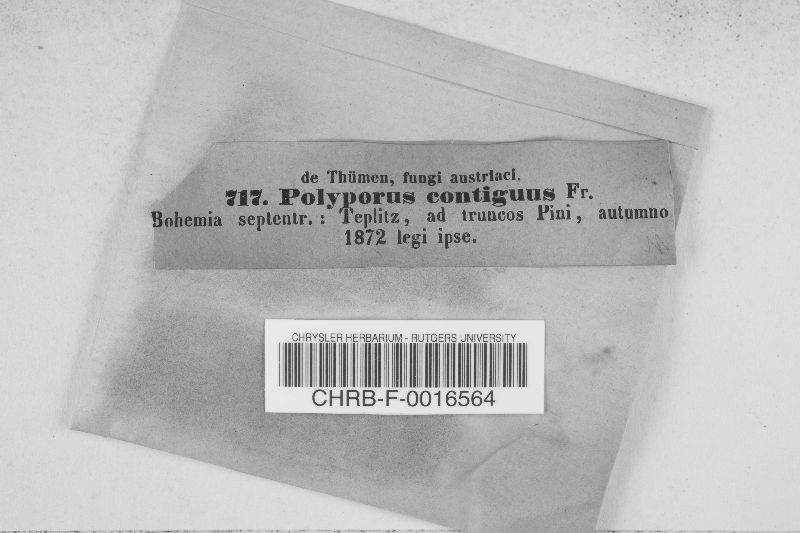 de Thümen, fungi austriaci.
717. Polyporus contiguus Fr.
Bohemia septentr.: Teplitz, ad truncos Pini, autumno
1872 legi ipse.
CHRYSLER HERBARIUM - RUTGERS UNIVERSITY
CHRB-F-0016564